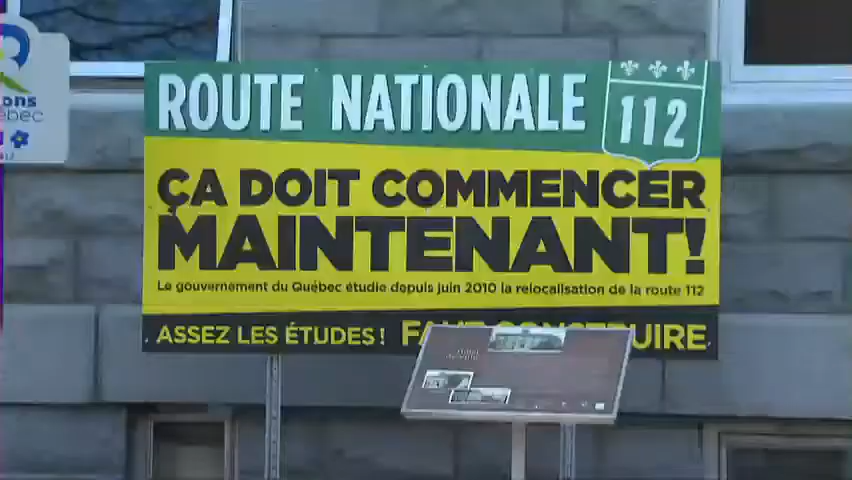 ROUTE NATIONALE 112
ÇA DOIT COMMENCER
MAINTENANT!
Le gouvernement du Québec étudie depuis juin 2010 la relocalisation de la route 112
ASSEZ LES ÉTUDES!